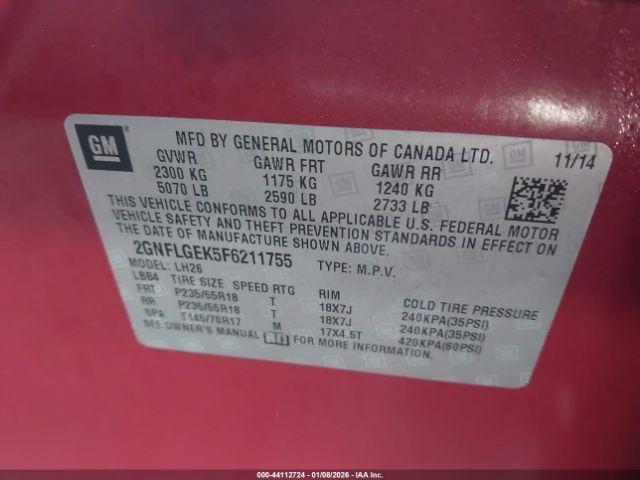 GM
MFD BY GENERAL MOTORS OF CANADA LTD. 11/14
GVWR GAWR FRT GAWR RR
2300 KG 1175 KG 1240 KG
5070 LB 2590 LB 2733 LB
THIS VEHICLE CONFORMS TO ALL APPLICABLE U.S. FEDERAL MOTOR
VEHICLE SAFETY AND THEFT PREVENTION STANDARDS IN EFFECT ON
THE DATE OF MANUFACTURE SHOWN ABOVE.
2GNFLGEK5F6211755 TYPE: M.P.V.
MODEL: LH26
LBB4 TIRE SIZE SPEED RTG RIM COLD TIRE PRESSURE
FRT P235/55R18 T 18X7J 240KPA(35PSI)
RR P235/55R18 T 18X7J 240KPA(35PSI)
SPA T145/70R17 M 17X4.5T 420KPA(60PSI)
SEE OWNER'S MANUAL FOR MORE INFORMATION.
000-44112724 | 01/08/2026 - IAA Inc.